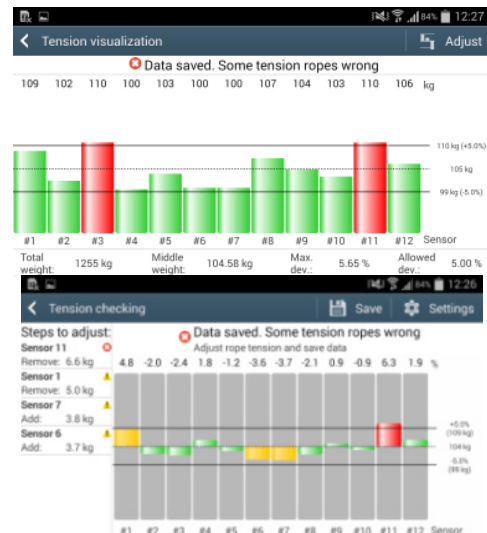 84% 12:27
Tension visualization Adjust
Data saved. Some tension ropes wrong
109 102 110 100 103 100 100 107 104 103 110 106 kg
110 kg (+5.0%)
105 kg
99 kg (-5.0%)
#1 #2 #3 #4 #5 #6 #7 #8 #9 #10 #11 #12 Sensor
Total weight: 1255 kg Middle weight: 104.58 kg Max. dev.: 5.65 % Allowed dev.: 5.00 %
84% 12:26
Tension checking Save Settings
Steps to adjust: Data saved. Some tension ropes wrong
Sensor 11 Adjust rope tension and save data
Remove: 6.6 kg 4.8 -2.0 -2.4 1.8 -1.2 -3.6 -3.7 -2.1 0.9 -0.9 6.3 1.9 %
Sensor 1
Remove: 5.0 kg
Sensor 7
Add: 3.8 kg
Sensor 6
Add: 3.7 kg
+5.0%
(109 kg)
104 kg
-5.0%
(99 kg)
#1 #2 #3 #4 #5 #6 #7 #8 #9 #10 #11 #12 Sensor